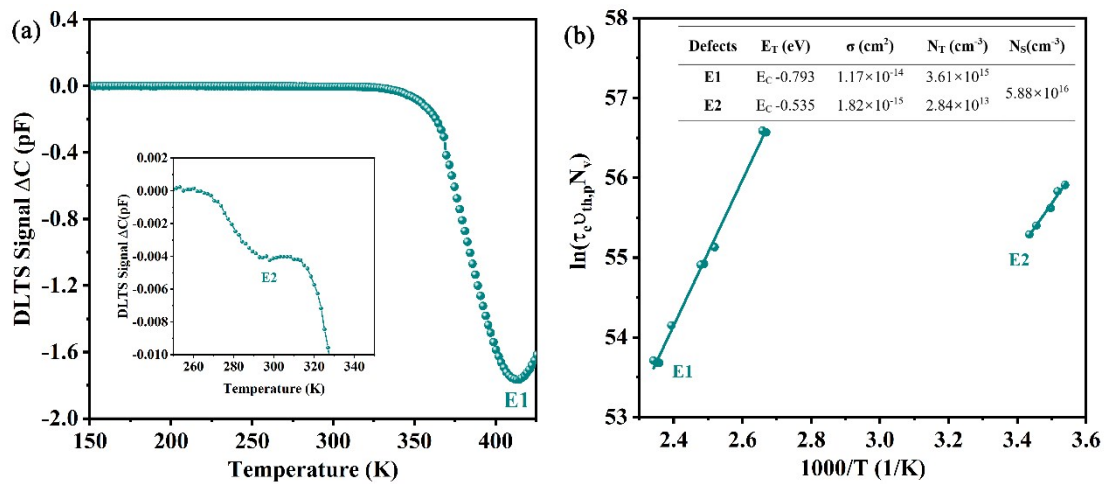 (a)
0.4
0.0
-0.4
-0.8
-1.2
-1.6
-2.0
DLTS Signal ΔC (pF)
150 200 250 300 350 400
Temperature (K)
E1
0.002
0.000
-0.002
-0.004
-0.006
-0.008
-0.010
DLTS Signal ΔC(pF)
E2
260 280 300 320 340
Temperature (K)
(b)
58
57
56
55
54
53
ln(τₑυₜₕ,ₚNᵥ)
Defects E_T (eV) σ (cm²) N_T (cm⁻³) N_S(cm⁻³)
E1 E_C -0.793 1.17×10⁻¹⁴ 3.61×10¹⁵
5.88×10¹⁶
E2 E_C -0.535 1.82×10⁻¹⁵ 2.84×10¹³
E2
E1
2.4 2.6 2.8 3.0 3.2 3.4 3.6
1000/T (1/K)